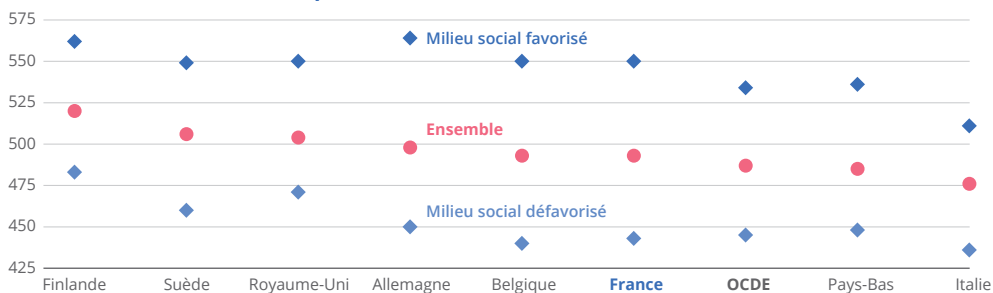 575
Milieu social favorisé
550
525
Ensemble
500
475
Milieu social défavorisé
450
425
Finlande Suède Royaume-Uni Allemagne Belgique France OCDE Pays-Bas Italie